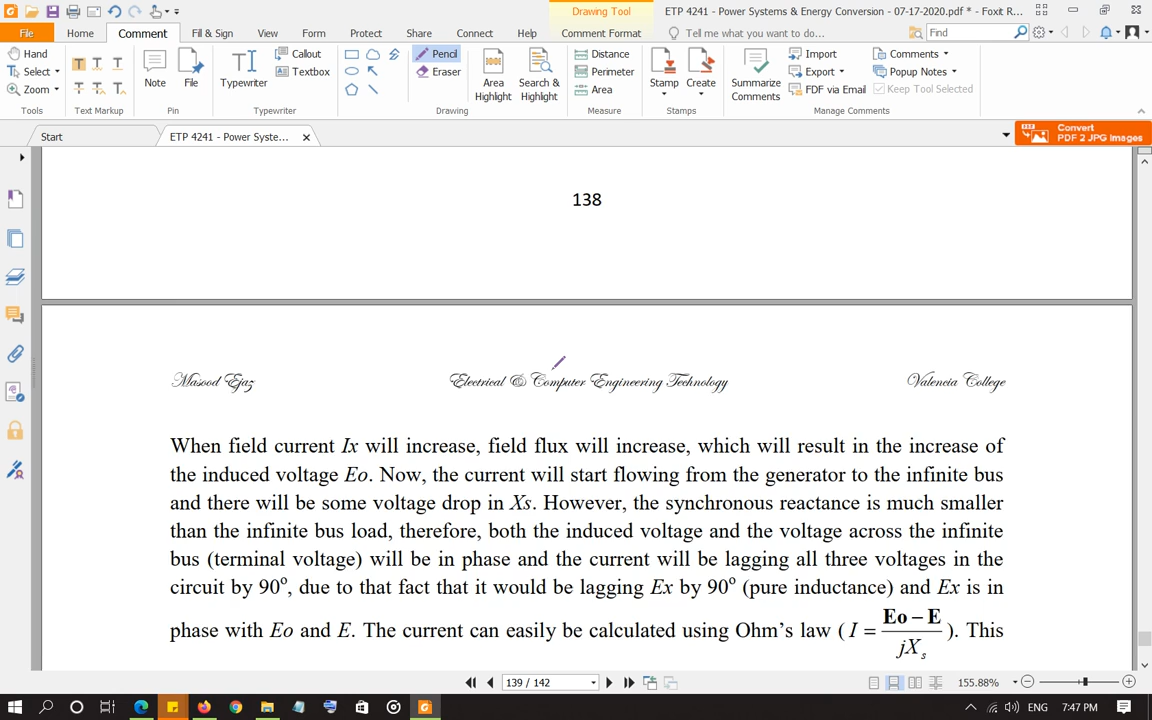 Drawing Tool
ETP 4241 - Power Systems & Energy Conversion - 07-17-2020.pdf * - Foxit R...
File Home Comment Fill & Sign View Form Protect Share Connect Help Comment Format Tell me what you want to do... Find
Hand
Select
Zoom
Tools
Text Markup
Note
File
Pin
Typewriter
Callout
Textbox
Typewriter
Pencil
Eraser
Area Highlight
Search & Highlight
Drawing
Distance
Perimeter
Area
Measure
Stamp
Create
Stamps
Summarize Comments
Import
Export
FDF via Email
Comments
Popup Notes
Keep Tool Selected
Manage Comments
Start
ETP 4241 - Power Syste...
Convert
PDF 2 JPG Images
138
Masood Ejaz Electrical & Computer Engineering Technology Valencia College
When field current Ix will increase, field flux will increase, which will result in the increase of
the induced voltage Eo. Now, the current will start flowing from the generator to the infinite bus
and there will be some voltage drop in Xs. However, the synchronous reactance is much smaller
than the infinite bus load, therefore, both the induced voltage and the voltage across the infinite
bus (terminal voltage) will be in phase and the current will be lagging all three voltages in the
circuit by 90°, due to that fact that it would be lagging Ex by 90° (pure inductance) and Ex is in
phase with Eo and E. The current can easily be calculated using Ohm's law ( I = (Eo − E) / jXs ). This
139 / 142
155.88%
ENG 7:47 PM